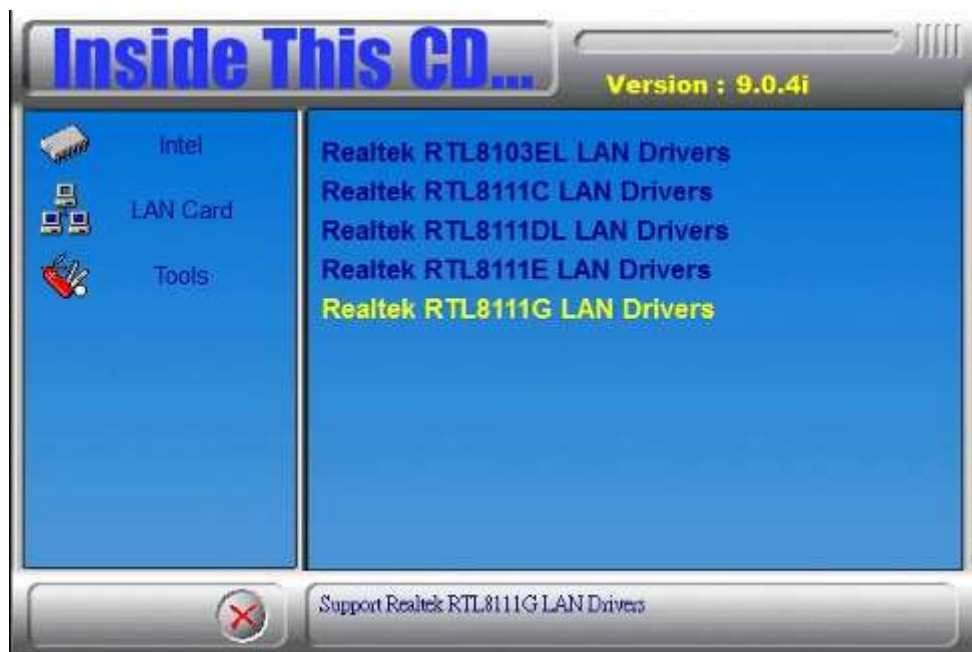 Inside This CD...
Version : 9.0.4i
Intel
LAN Card
Tools
Realtek RTL8103EL LAN Drivers
Realtek RTL8111C LAN Drivers
Realtek RTL8111DL LAN Drivers
Realtek RTL8111E LAN Drivers
Realtek RTL8111G LAN Drivers
Support Realtek RTL8111G LAN Drivers